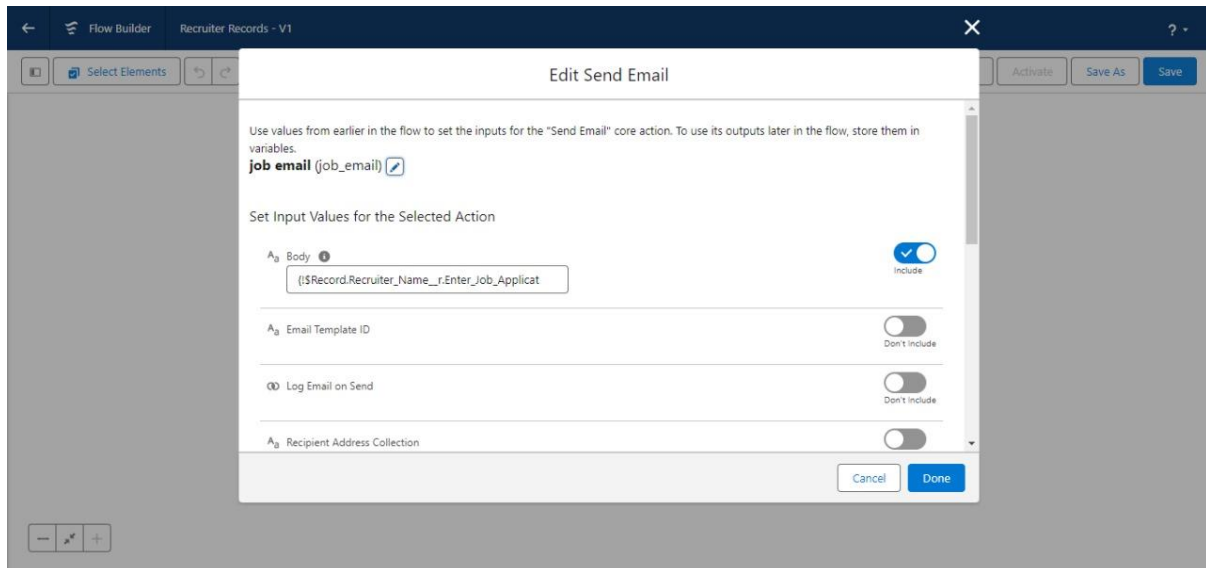 Flow Builder
Recruiter Records - V1
?
Select Elements
Activate
Save As
Save
Edit Send Email
Use values from earlier in the flow to set the inputs for the "Send Email" core action. To use its outputs later in the flow, store them in
variables.
job email (job_email)
Set Input Values for the Selected Action
Aa Body
{!$Record.Recruiter_Name__r.Enter_Job_Applicat
Include
Aa Email Template ID
Don't Include
Log Email on Send
Don't Include
Aa Recipient Address Collection
Cancel
Done